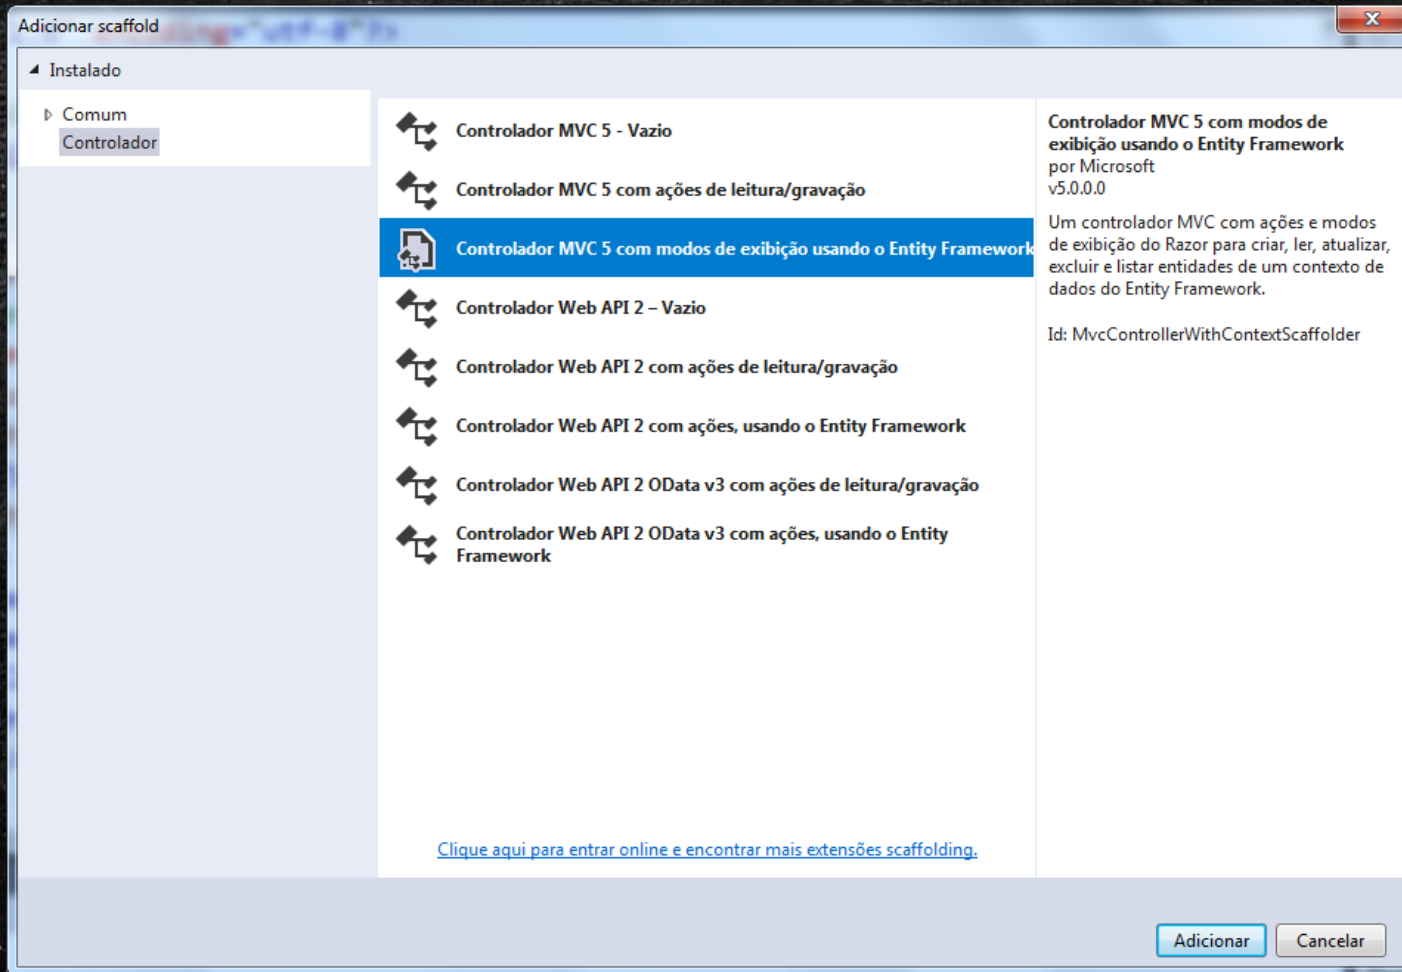 Adicionar scaffold
Instalado
Comum
Controlador
Controlador MVC 5 - Vazio
Controlador MVC 5 com ações de leitura/gravação
Controlador MVC 5 com modos de exibição usando o Entity Framework
Controlador Web API 2 – Vazio
Controlador Web API 2 com ações de leitura/gravação
Controlador Web API 2 com ações, usando o Entity Framework
Controlador Web API 2 OData v3 com ações de leitura/gravação
Controlador Web API 2 OData v3 com ações, usando o Entity
Framework
Clique aqui para entrar online e encontrar mais extensões scaffolding.
Controlador MVC 5 com modos de
exibição usando o Entity Framework
por Microsoft
v5.0.0.0
Um controlador MVC com ações e modos
de exibição do Razor para criar, ler, atualizar,
excluir e listar entidades de um contexto de
dados do Entity Framework.
Id: MvcControllerWithContextScaffolder
Adicionar
Cancelar